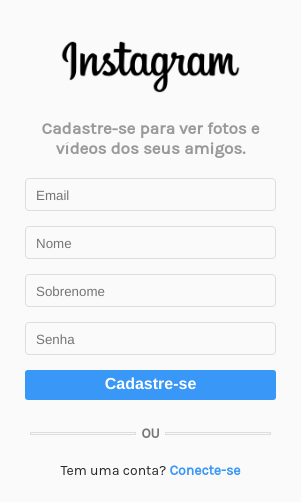 Instagram
Cadastre-se para ver fotos e
vídeos dos seus amigos.
Email
Nome
Sobrenome
Senha
Cadastre-se
OU
Tem uma conta? Conecte-se